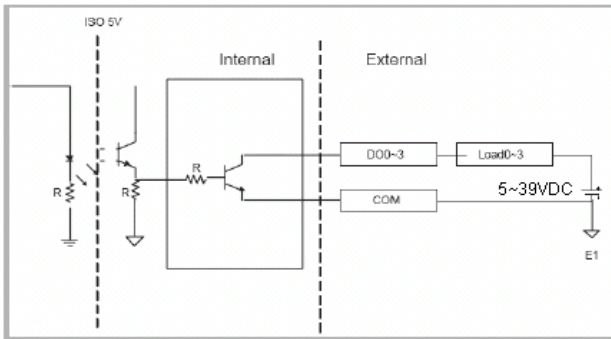 ISO 5V
Internal
External
R
R
R
DO0~3
Load0~3
COM
5~39VDC
E1